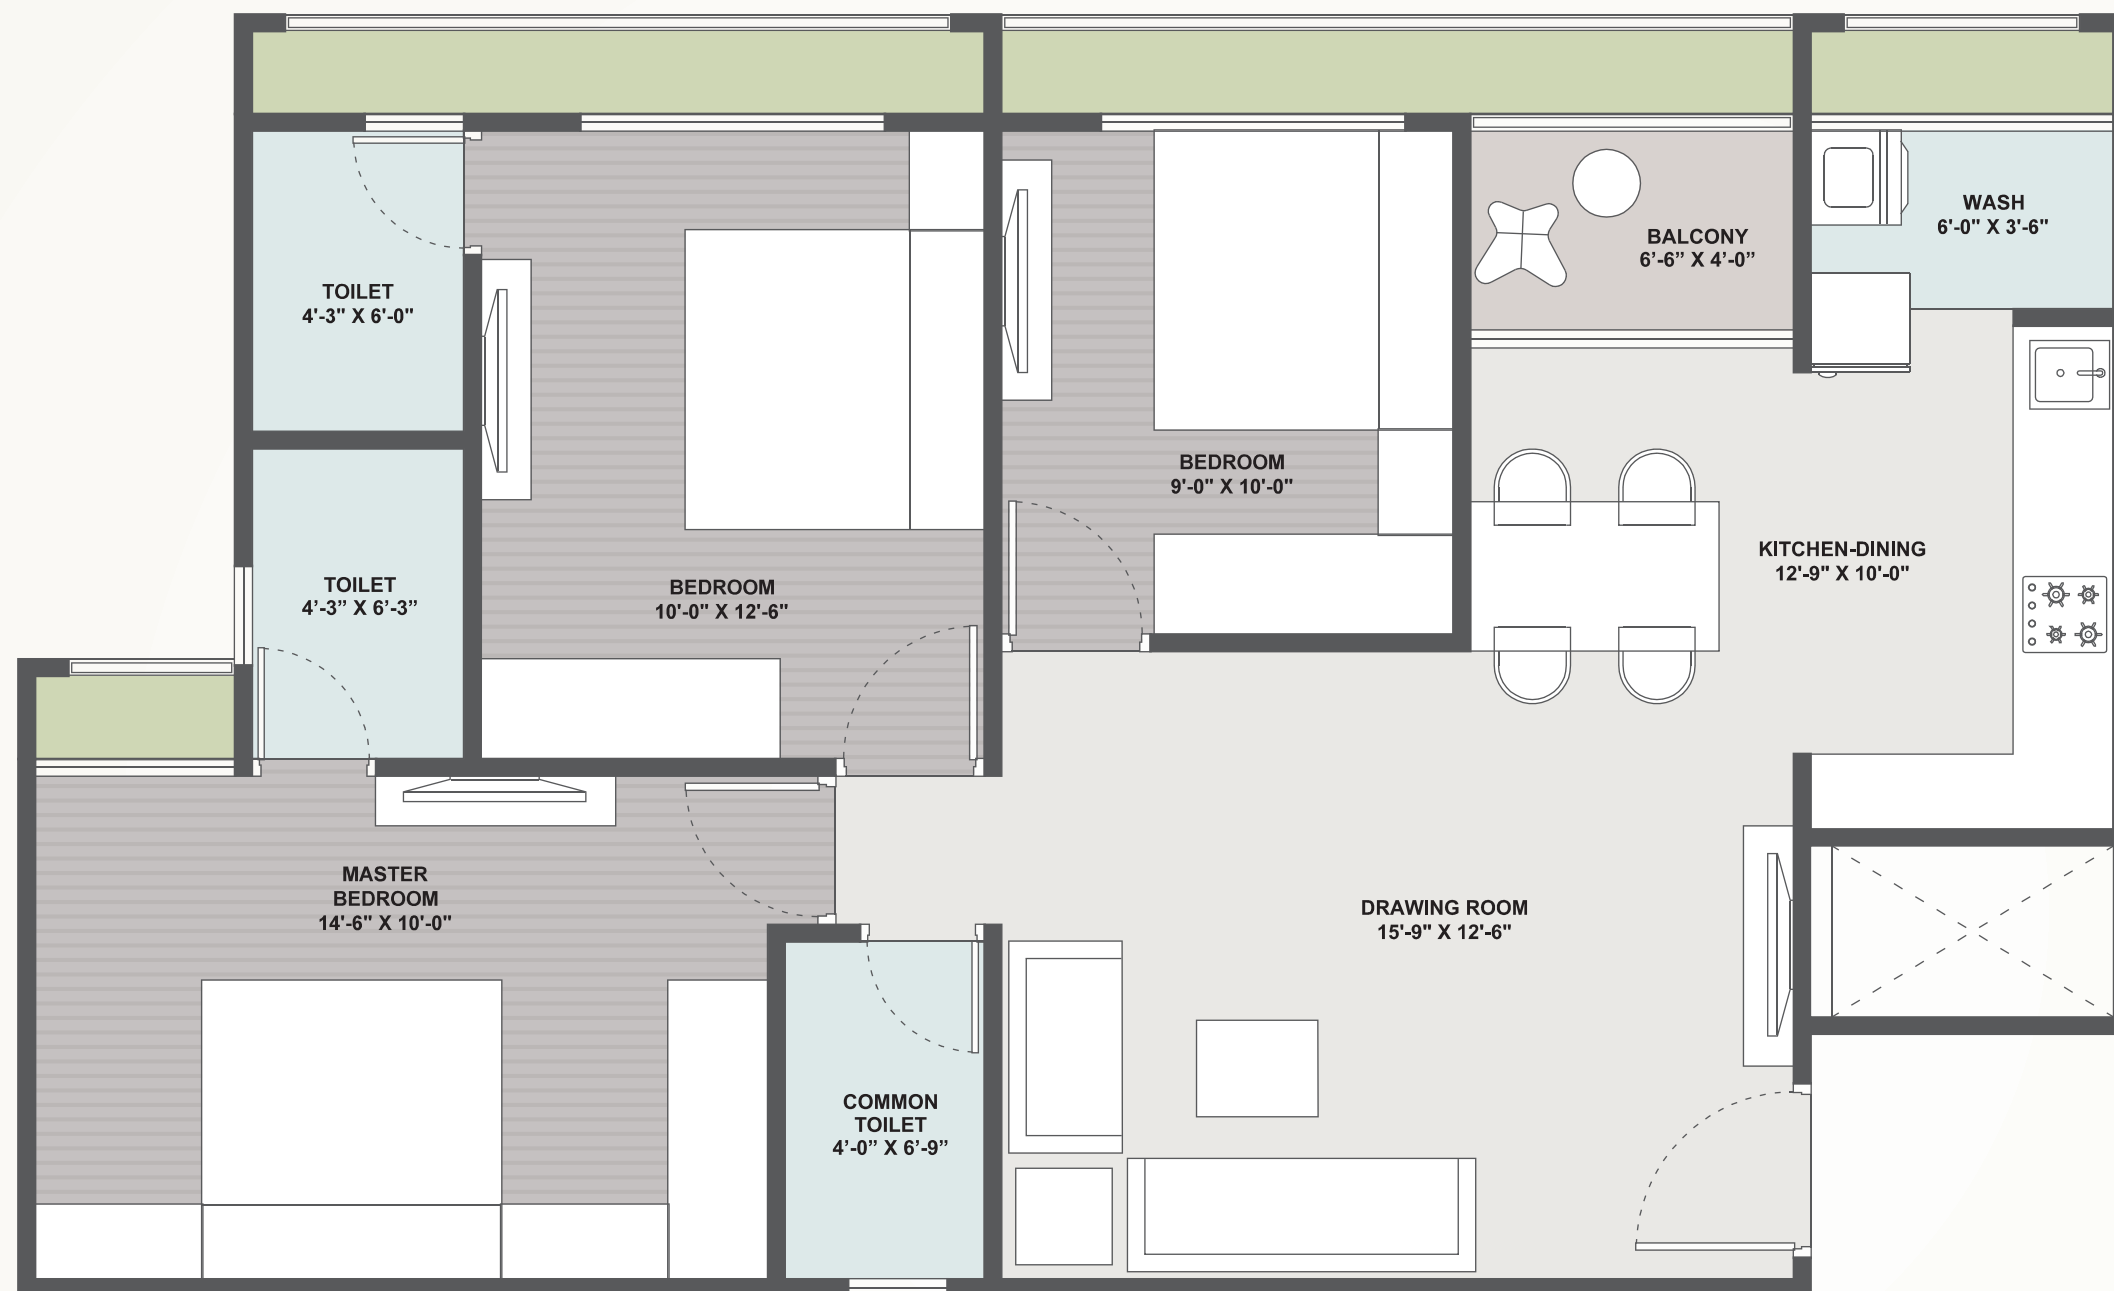 WASH
6'-0" X 3'-6"
BALCONY
6’-6” X 4’-0”
TOILET
4'-3" X 6'-0"
BEDROOM
9'-0" X 10'-0"
KITCHEN-DINING
12'-9" X 10'-0"
TOILET
4’-3” X 6’-3”
BEDROOM
10'-0" X 12'-6"
MASTER
BEDROOM
14'-6" X 10'-0"
DRAWING ROOM
15'-9" X 12'-6"
COMMON
TOILET
4’-0” X 6’-9”